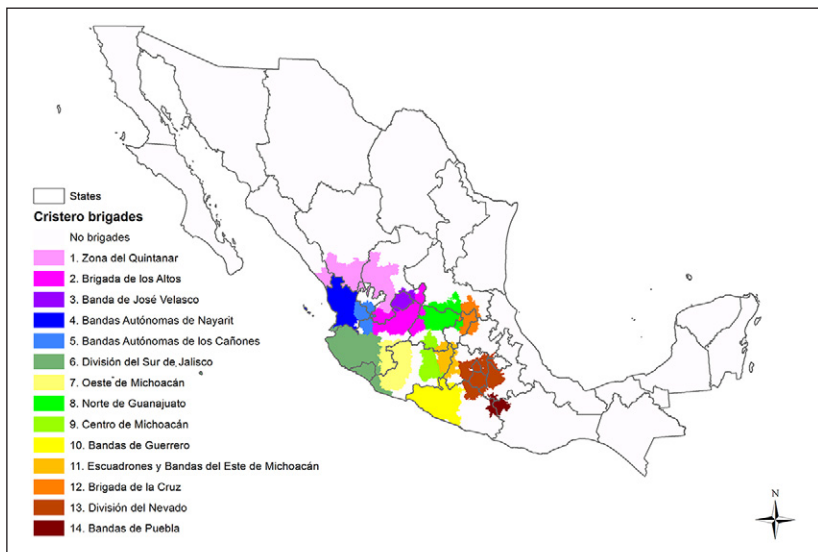 States
Cristero brigades
No brigades
1. Zona del Quintanar
2. Brigada de los Altos
3. Banda de José Velasco
4. Bandas Autónomas de Nayarit
5. Bandas Autónomas de los Cañones
6. División del Sur de Jalisco
7. Oeste de Michoacán
8. Norte de Guanajuato
9. Centro de Michoacán
10. Bandas de Guerrero
11. Escuadrones y Bandas del Este de Michoacán
12. Brigada de la Cruz
13. División del Nevado
14. Bandas de Puebla
N